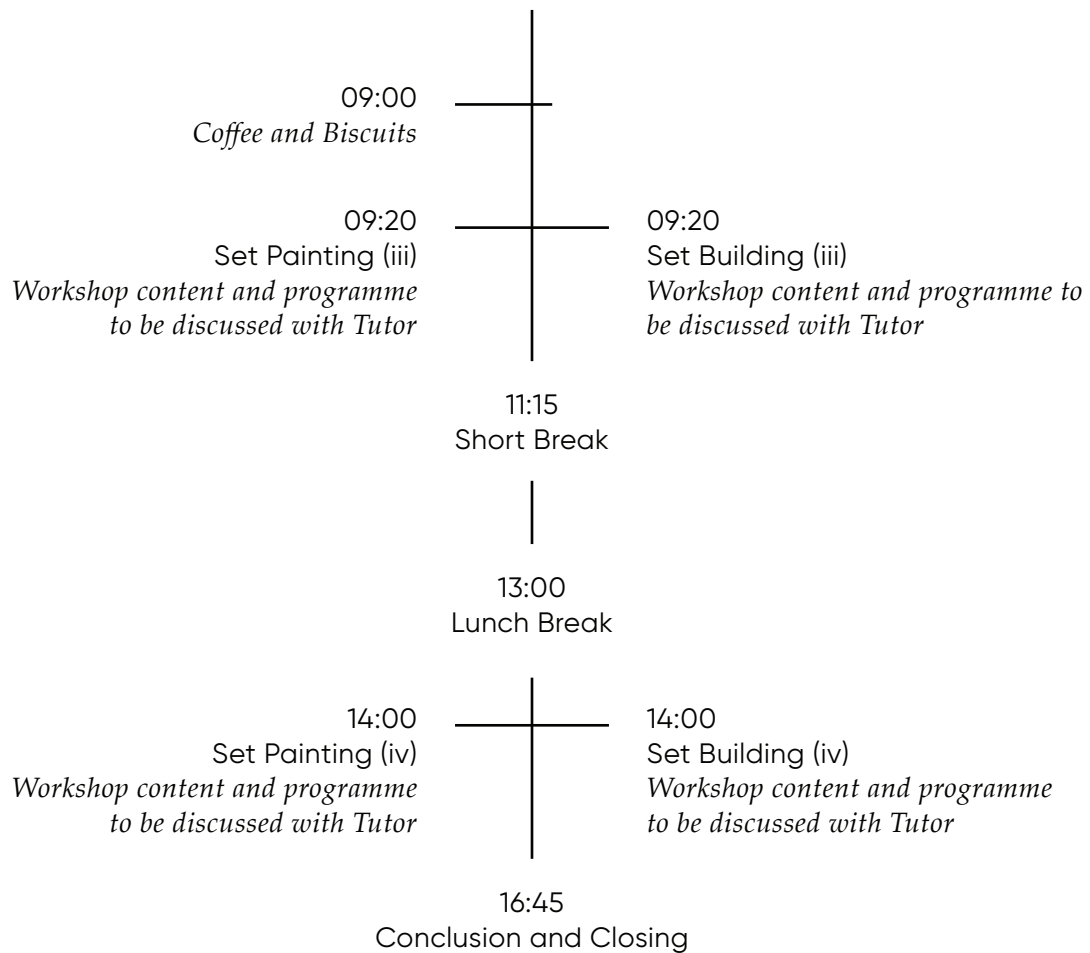 09:00
Coffee and Biscuits
09:20
Set Painting (iii)
Workshop content and programme
to be discussed with Tutor
09:20
Set Building (iii)
Workshop content and programme to
be discussed with Tutor
11:15
Short Break
13:00
Lunch Break
14:00
Set Painting (iv)
Workshop content and programme
to be discussed with Tutor
14:00
Set Building (iv)
Workshop content and programme
to be discussed with Tutor
16:45
Conclusion and Closing